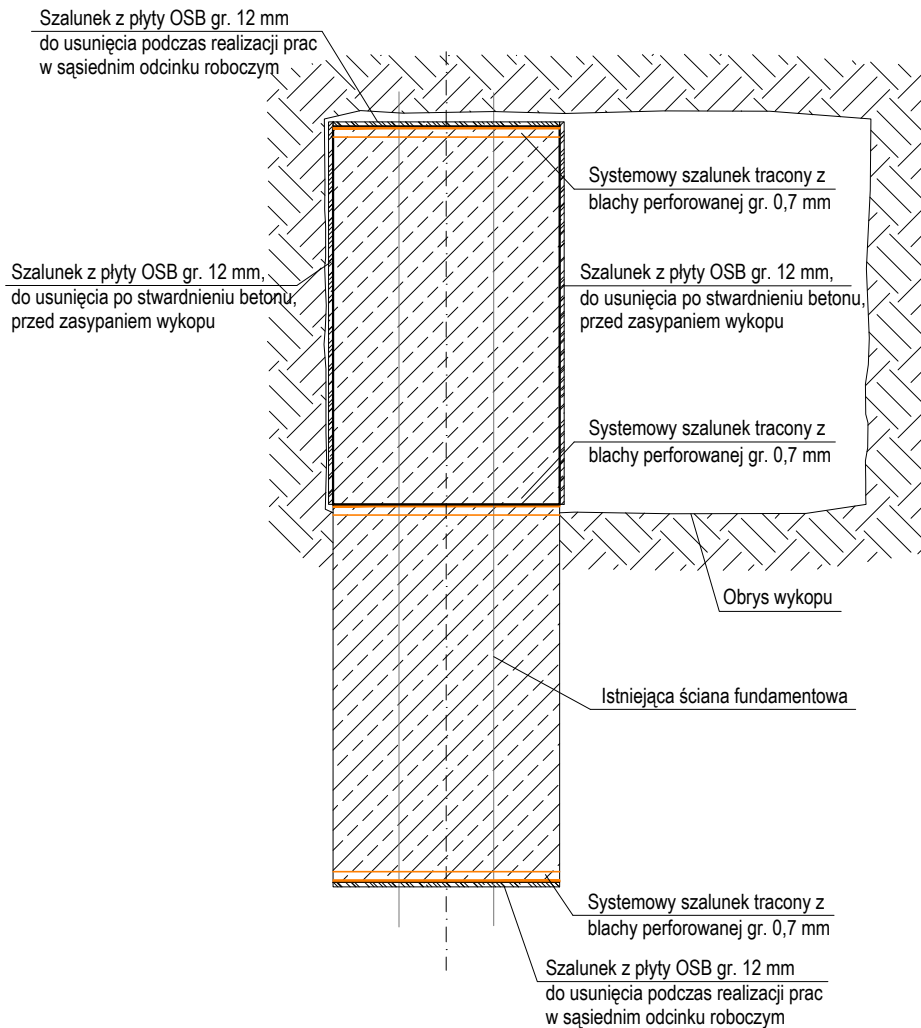 Szalunek z płyty OSB gr. 12 mm
do usunięcia podczas realizacji prac
w sąsiednim odcinku roboczym
Systemowy szalunek tracony z
blachy perforowanej gr. 0,7 mm
Szalunek z płyty OSB gr. 12 mm,
do usunięcia po stwardnieniu betonu,
przed zasypaniem wykopu
Szalunek z płyty OSB gr. 12 mm,
do usunięcia po stwardnieniu betonu,
przed zasypaniem wykopu
Systemowy szalunek tracony z
blachy perforowanej gr. 0,7 mm
Obrys wykopu
Istniejąca ściana fundamentowa
Systemowy szalunek tracony z
blachy perforowanej gr. 0,7 mm
Szalunek z płyty OSB gr. 12 mm
do usunięcia podczas realizacji prac
w sąsiednim odcinku roboczym